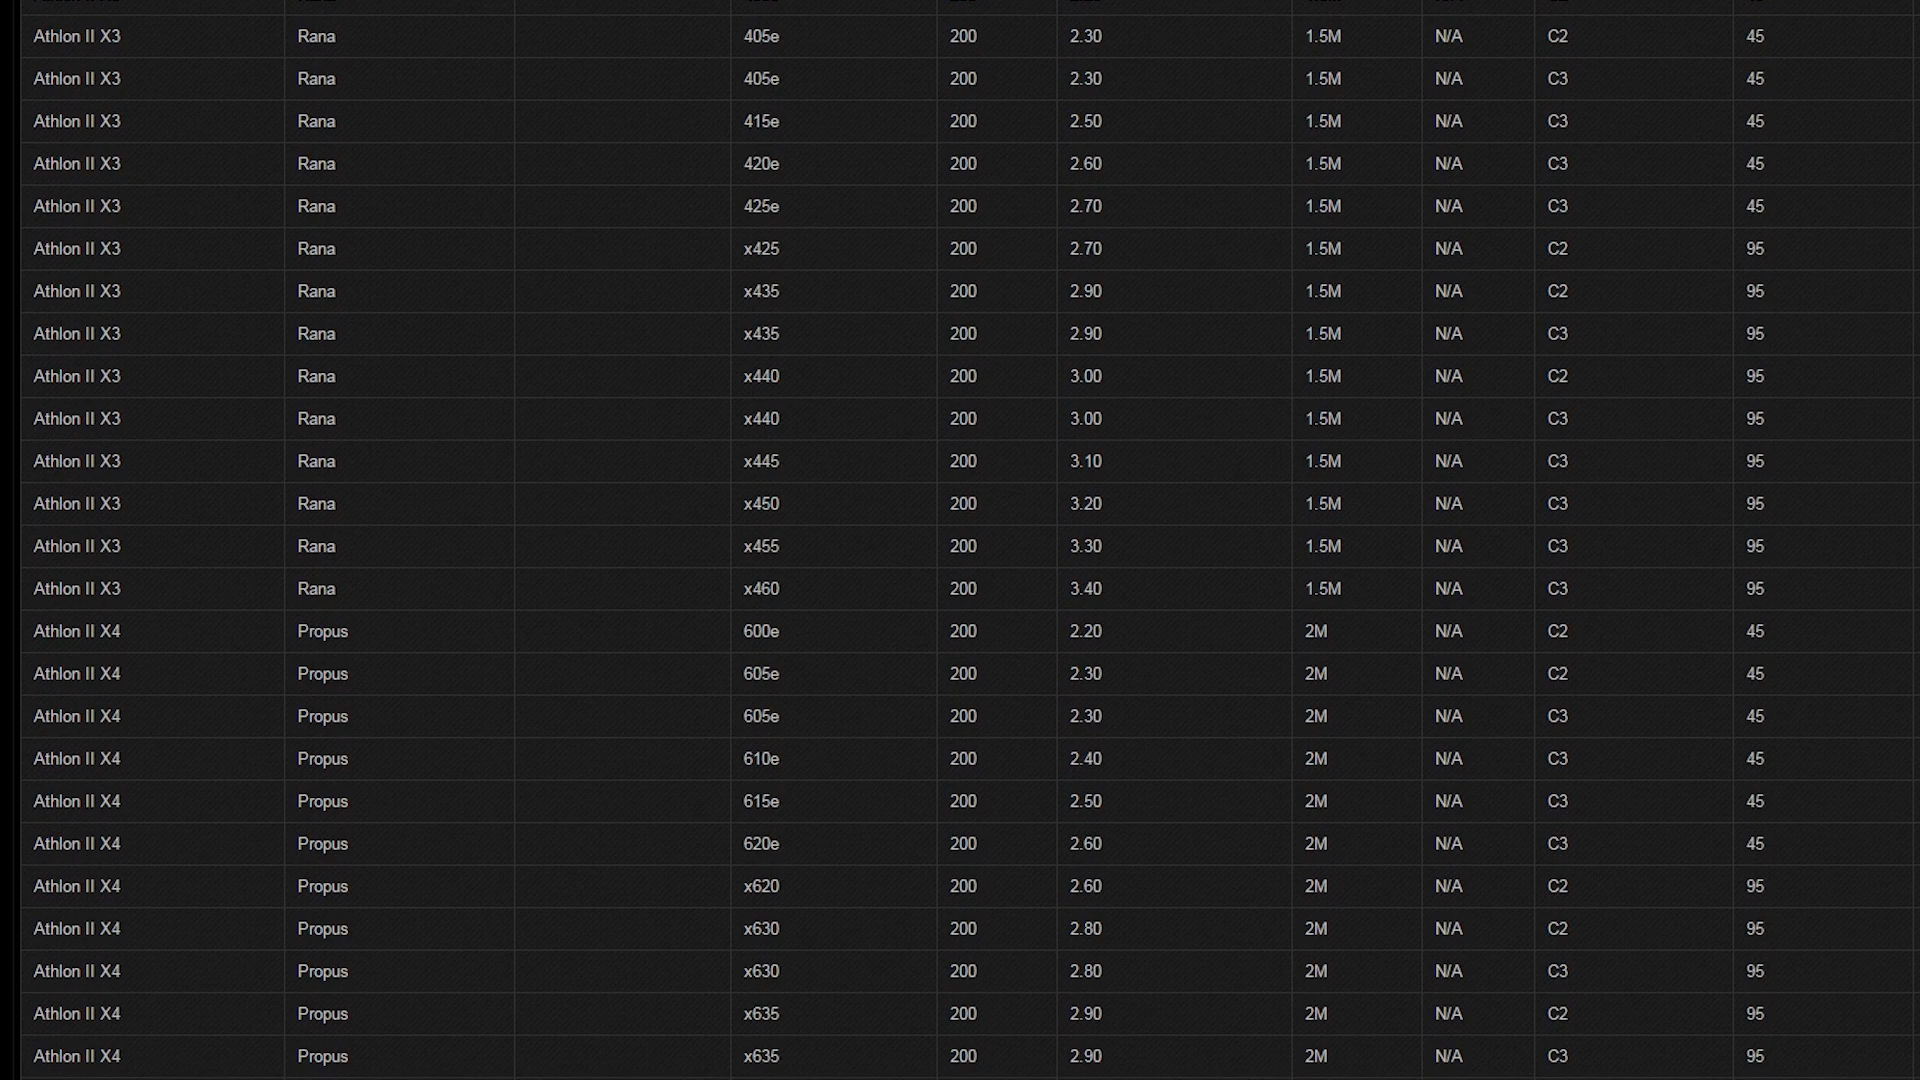 Athlon II X3 Rana 405e 200 2.30 1.5M N/A C2 45
Athlon II X3 Rana 405e 200 2.30 1.5M N/A C3 45
Athlon II X3 Rana 415e 200 2.50 1.5M N/A C3 45
Athlon II X3 Rana 420e 200 2.60 1.5M N/A C3 45
Athlon II X3 Rana 425e 200 2.70 1.5M N/A C3 45
Athlon II X3 Rana x425 200 2.70 1.5M N/A C2 95
Athlon II X3 Rana x435 200 2.90 1.5M N/A C2 95
Athlon II X3 Rana x435 200 2.90 1.5M N/A C3 95
Athlon II X3 Rana x440 200 3.00 1.5M N/A C2 95
Athlon II X3 Rana x440 200 3.00 1.5M N/A C3 95
Athlon II X3 Rana x445 200 3.10 1.5M N/A C3 95
Athlon II X3 Rana x450 200 3.20 1.5M N/A C3 95
Athlon II X3 Rana x455 200 3.30 1.5M N/A C3 95
Athlon II X3 Rana x460 200 3.40 1.5M N/A C3 95
Athlon II X4 Propus 600e 200 2.20 2M N/A C2 45
Athlon II X4 Propus 605e 200 2.30 2M N/A C2 45
Athlon II X4 Propus 605e 200 2.30 2M N/A C3 45
Athlon II X4 Propus 610e 200 2.40 2M N/A C3 45
Athlon II X4 Propus 615e 200 2.50 2M N/A C3 45
Athlon II X4 Propus 620e 200 2.60 2M N/A C3 45
Athlon II X4 Propus x620 200 2.60 2M N/A C2 95
Athlon II X4 Propus x630 200 2.80 2M N/A C2 95
Athlon II X4 Propus x630 200 2.80 2M N/A C3 95
Athlon II X4 Propus x635 200 2.90 2M N/A C2 95
Athlon II X4 Propus x635 200 2.90 2M N/A C3 95